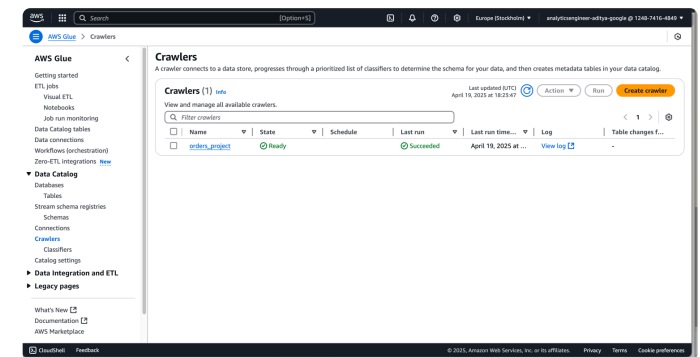 aws
Search
[Option+S]
Europe (Stockholm) ▼
analyticsengineer-aditya-google @ 1248-7416-4849 ▼
AWS Glue > Crawlers
AWS Glue
Getting started
ETL jobs
Visual ETL
Notebooks
Job run monitoring
Data Catalog tables
Data connections
Workflows (orchestration)
Zero-ETL integrations New
Data Catalog
Databases
Tables
Stream schema registries
Schemas
Connections
Crawlers
Classifiers
Catalog settings
Data Integration and ETL
Legacy pages
What's New
Documentation
AWS Marketplace
Crawlers
A crawler connects to a data store, progresses through a prioritized list of classifiers to determine the schema for your data, and then creates metadata tables in your data catalog.
Crawlers (1) Info
Last updated (UTC)
April 19, 2025 at 18:23:47
Action ▼
Run
Create crawler
View and manage all available crawlers.
Filter crawlers
< 1 >
Name | State | Schedule | Last run | Last run time... | Log | Table changes f...
orders_project Ready Succeeded April 19, 2025 at ... View log -
CloudShell Feedback
© 2025, Amazon Web Services, Inc. or its affiliates. Privacy Terms Cookie preferences